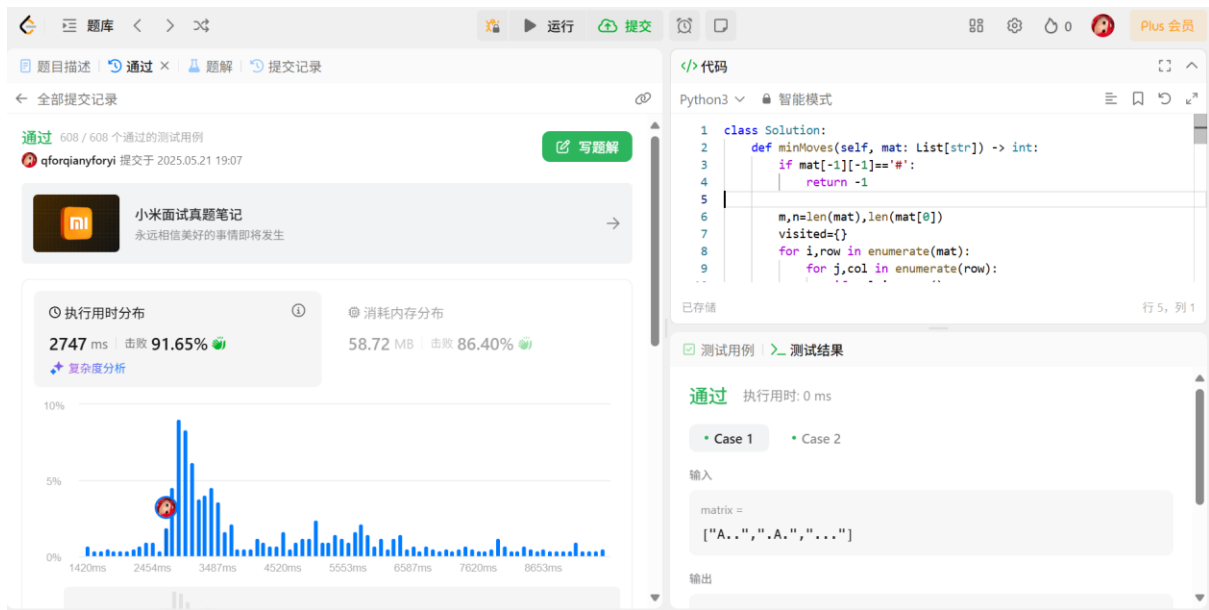 题库
运行
提交
0
Plus 会员
题目描述
通过
题解
提交记录
全部提交记录
通过 608 / 608 个通过的测试用例
qforqianyforyi 提交于 2025.05.21 19:07
写题解
小米面试真题笔记
永远相信美好的事情即将发生
执行用时分布
2747 ms 击败 91.65%
复杂度分析
消耗内存分布
58.72 MB 击败 86.40%
10%
5%
0%
1420ms 2454ms 3487ms 4520ms 5553ms 6587ms 7620ms 8653ms
</> 代码
Python3 智能模式
1 class Solution:
2 def minMoves(self, mat: List[str]) -> int:
3 if mat[-1][-1]=='#':
4 return -1
5
6 m,n=len(mat),len(mat[0])
7 visited={}
8 for i,row in enumerate(mat):
9 for j,col in enumerate(row):
已存储
行 5，列 1
测试用例
测试结果
通过 执行用时: 0 ms
Case 1 Case 2
输入
matrix =
["A..",".A.","..."]
输出